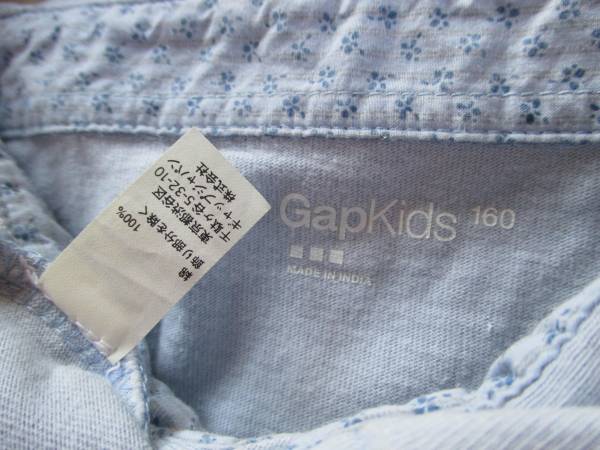 綿 100%
飾り部分を除く
東京都渋谷区
千駄ケ谷5-32-10
ギャップジャパン
株式会社
GapKids 160
MADE IN INDIA